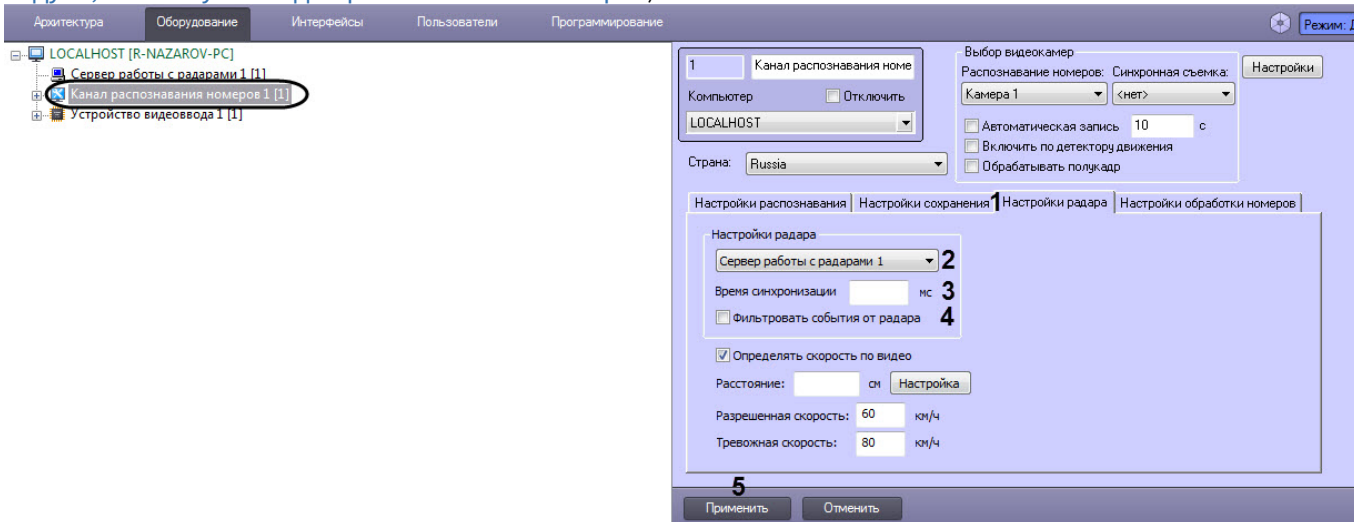 Архитектура Оборудование Интерфейсы Пользователи Программирование Режим:
LOCALHOST [R-NAZAROV-PC]
Сервер работы с радарами 1 [1]
Канал распознавания номеров 1 [1]
Устройство видеоввода 1 [1]
1 Канал распознавания номе
Компьютер Отключить
LOCALHOST
Страна: Russia
Выбор видеокамер
Распознавание номеров: Синхронная съемка:
Камера 1 <нет>
Автоматическая запись 10 с
Включить по детектору движения
Обрабатывать полукадр
Настройки
Настройки распознавания Настройки сохранения 1 Настройки радара Настройки обработки номеров
Настройки радара
Сервер работы с радарами 1 2
Время синхронизации мс 3
Фильтровать события от радара 4
Определять скорость по видео
Расстояние: см Настройка
Разрешенная скорость: 60 км/ч
Тревожная скорость: 80 км/ч
5
Применить Отменить